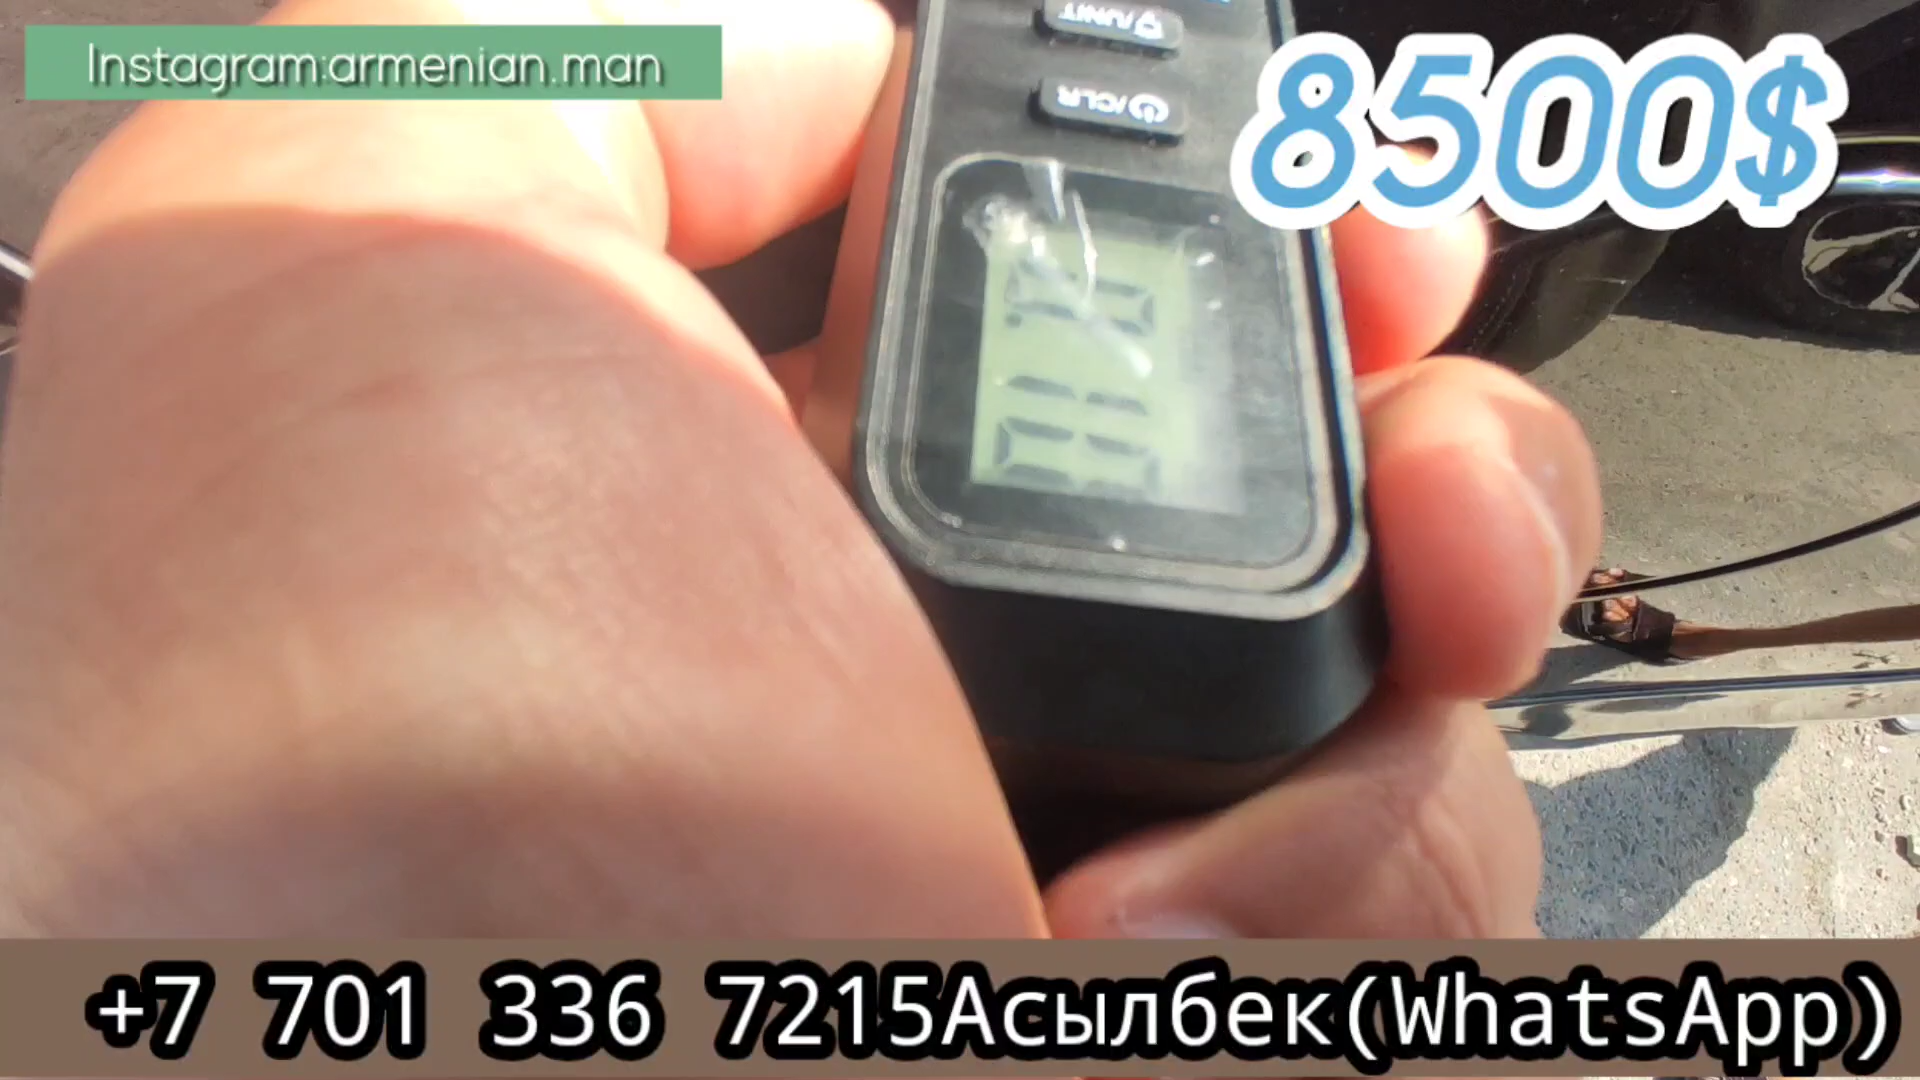 Instagram:armenian.man
8500$
/UNIT
/CLR
+7 701 336 7215Асылбек(WhatsApp)